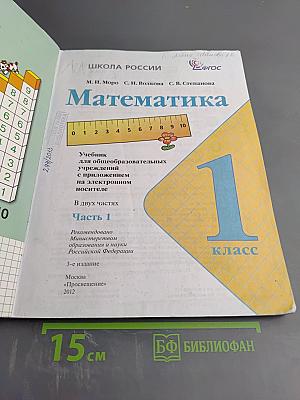 ШКОЛА РОССИИ
ФГОС
М. И. Моро С. И. Волкова С. В. Степанова
Математика
0 1 2 3 4 5 6 7 8 9 10
Учебник
для общеобразовательных
учреждений
с приложением
на электронном
носителе
В двух частях
Часть 1
Рекомендовано
Министерством
образования и науки
Российской Федерации
3-е издание
Москва
«Просвещение»
2012
1
КЛАСС
15 см
БФ БИБЛИОФАН